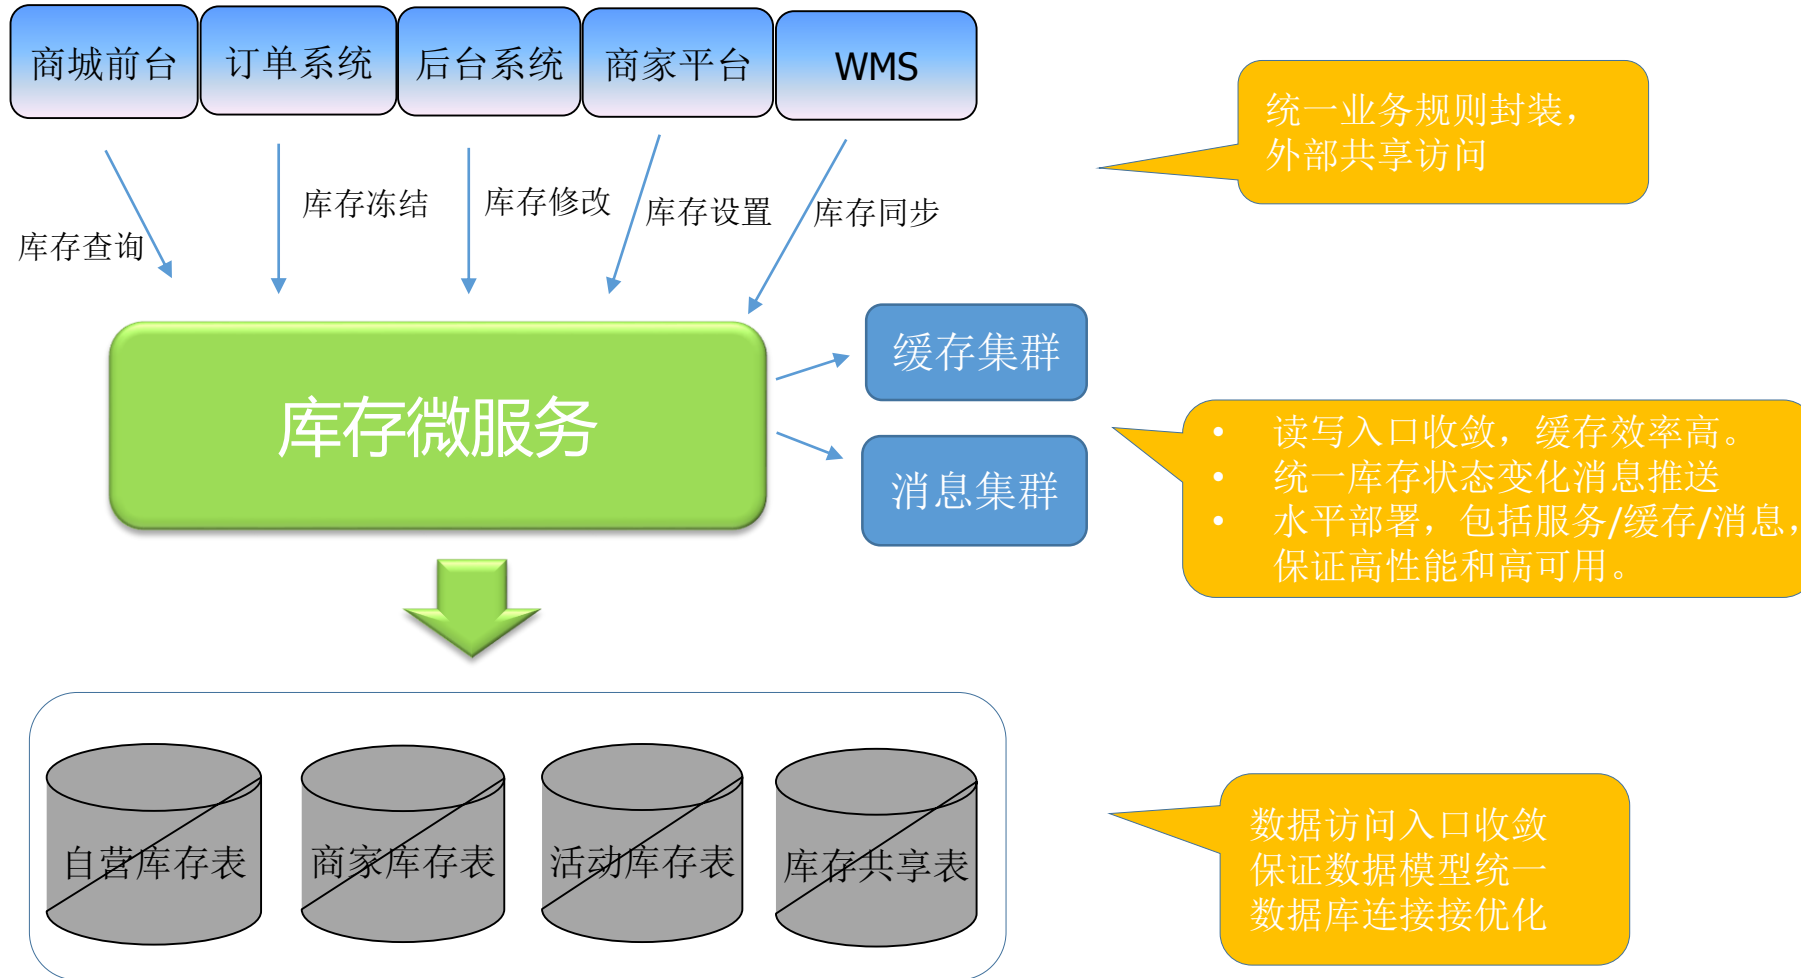 商城前台
订单系统
后台系统
商家平台
WMS
统一业务规则封装，
外部共享访问
库存查询
库存冻结
库存修改
库存设置
库存同步
库存微服务
缓存集群
消息集群
• 读写入口收敛，缓存效率高。
• 统一库存状态变化消息推送
• 水平部署，包括服务/缓存/消息，
保证高性能和高可用。
自营库存表
商家库存表
活动库存表
库存共享表
数据访问入口收敛
保证数据模型统一
数据库连接接优化